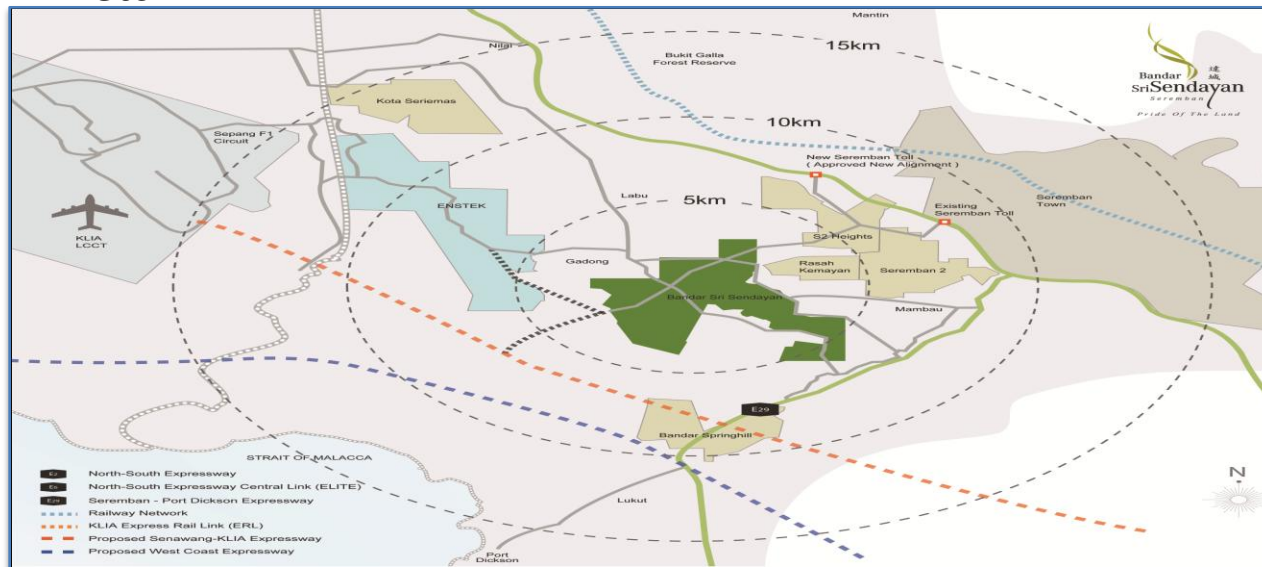 Mantin
15km
Nilai
Bukit Galla
Forest Reserve
Bandar
遠城
SriSendayan
Seremban
Pride Of The Land
Kota Seriemas
10km
Sepang F1
Circuit
New Seremban Toll
( Approved New Alignment )
Labu
5km
Existing
Seremban Toll
Seremban
Town
ENSTEK
KLIA
LCCT
S2 Heights
Gadong
Rasah
Kemayan
Seremban 2
Bandar Sri Sendayan
Mambau
E29
Bandar Springhill
STRAIT OF MALACCA
North-South Expressway
North-South Expressway Central Link (ELITE)
E29
Seremban - Port Dickson Expressway
Railway Network
KLIA Express Rail Link (ERL)
Proposed Senawang-KLIA Expressway
Proposed West Coast Expressway
N
Lukut
Port
Dickson